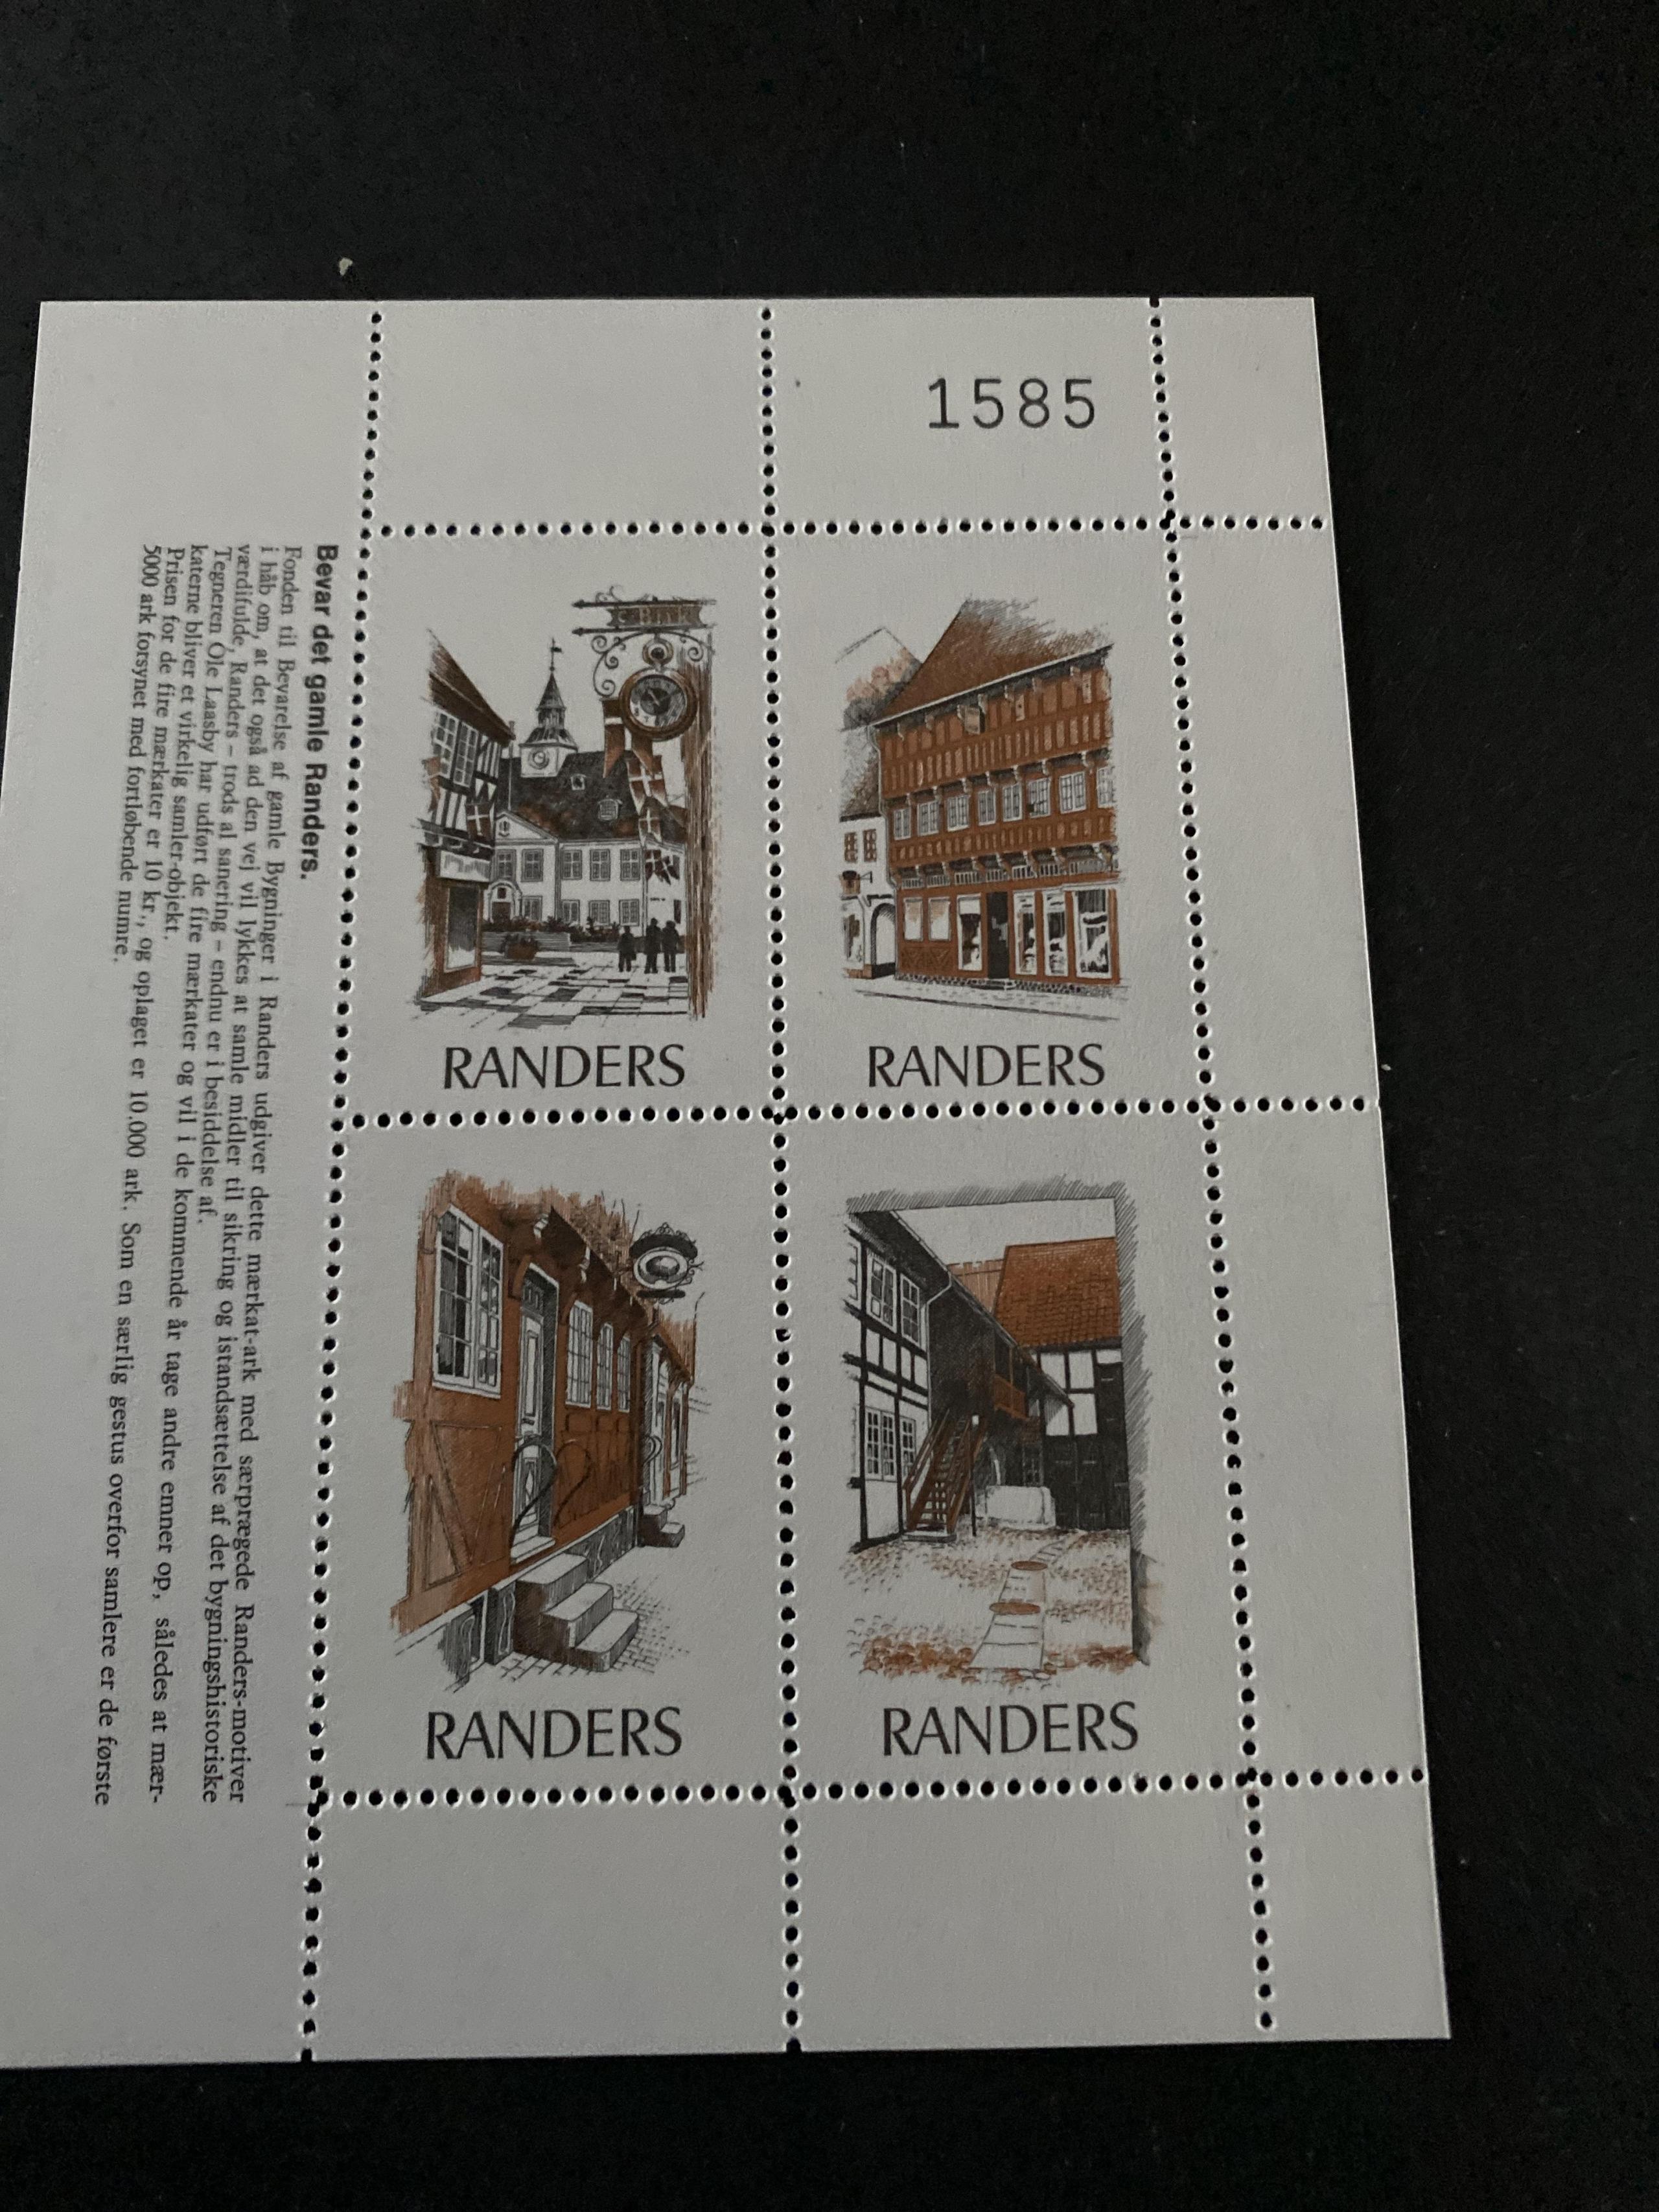 1585
C. Bink
RANDERS
RANDERS
RANDERS
RANDERS
Bevar det gamle Randers.
Fonden til Bevarelse af gamle Bygninger i Randers udgiver dette mærkat-ark med særprægede Randers-motiver
i håb om, at det også ad den vej vil lykkes at samle midler til sikring og istandsættelse af det bygningshistoriske
værdifulde, Randers – trods al sanering – endnu er i besiddelse af.
Tegneren Ole Laasby har udført de fire mærkater og vil i de kommende år tage andre emner op, således at mær-
katerne bliver et virkelig samler-objekt.
Prisen for de fire mærkater er 10 kr., og oplaget er 10.000 ark. Som en særlig gestus overfor samlere er de første
5000 ark forsynet med fortløbende numre.